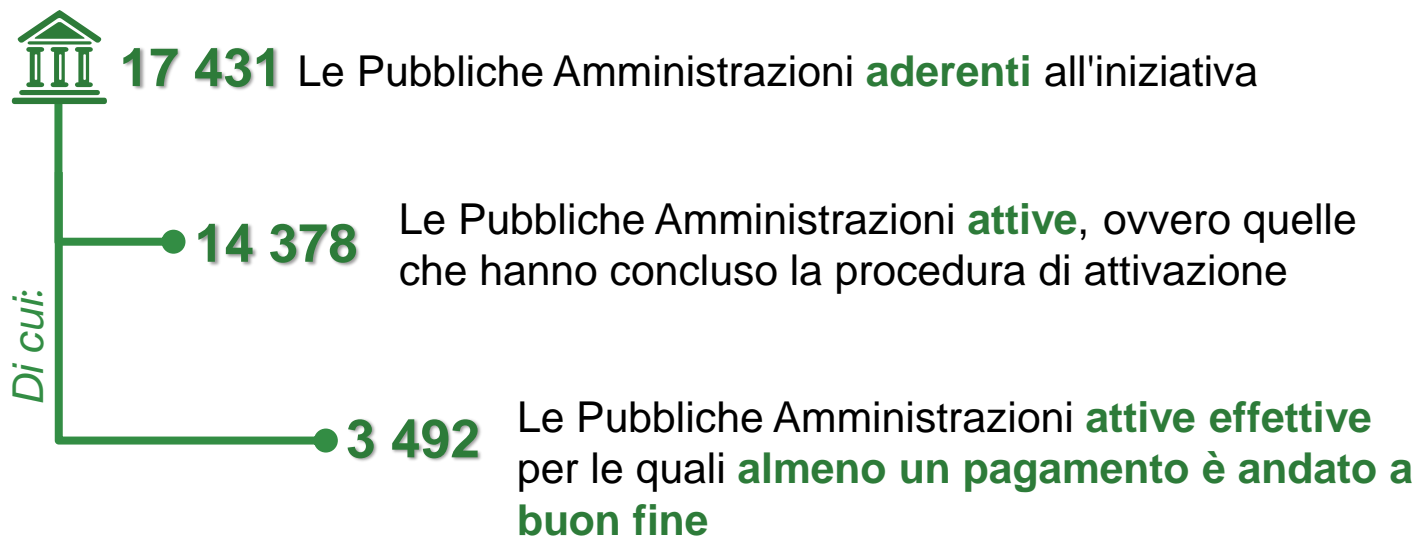 17 431 Le Pubbliche Amministrazioni aderenti all'iniziativa
Di cui:
14 378
Le Pubbliche Amministrazioni attive, ovvero quelle
che hanno concluso la procedura di attivazione
3 492
Le Pubbliche Amministrazioni attive effettive
per le quali almeno un pagamento è andato a
buon fine